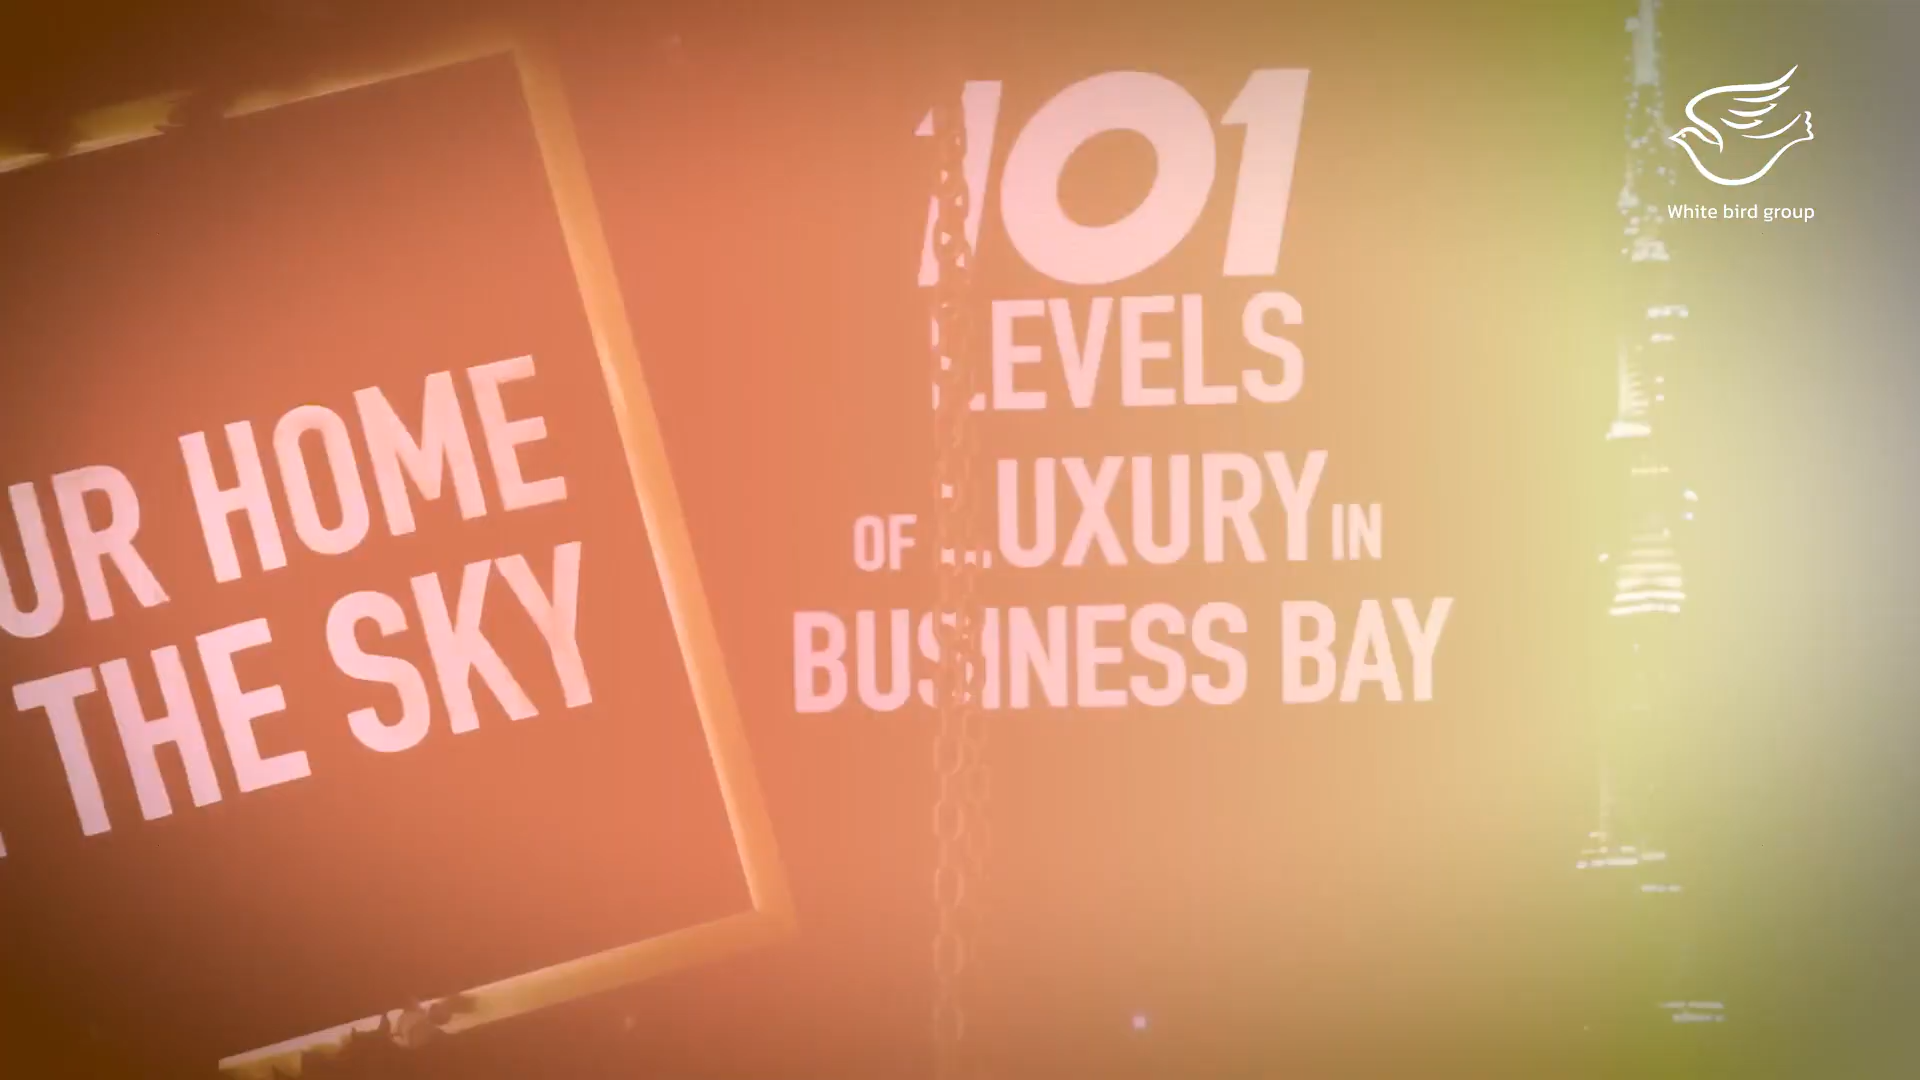 UR HOME
THE SKY
101
LEVELS
OF LUXURY IN
BUSINESS BAY
White bird group